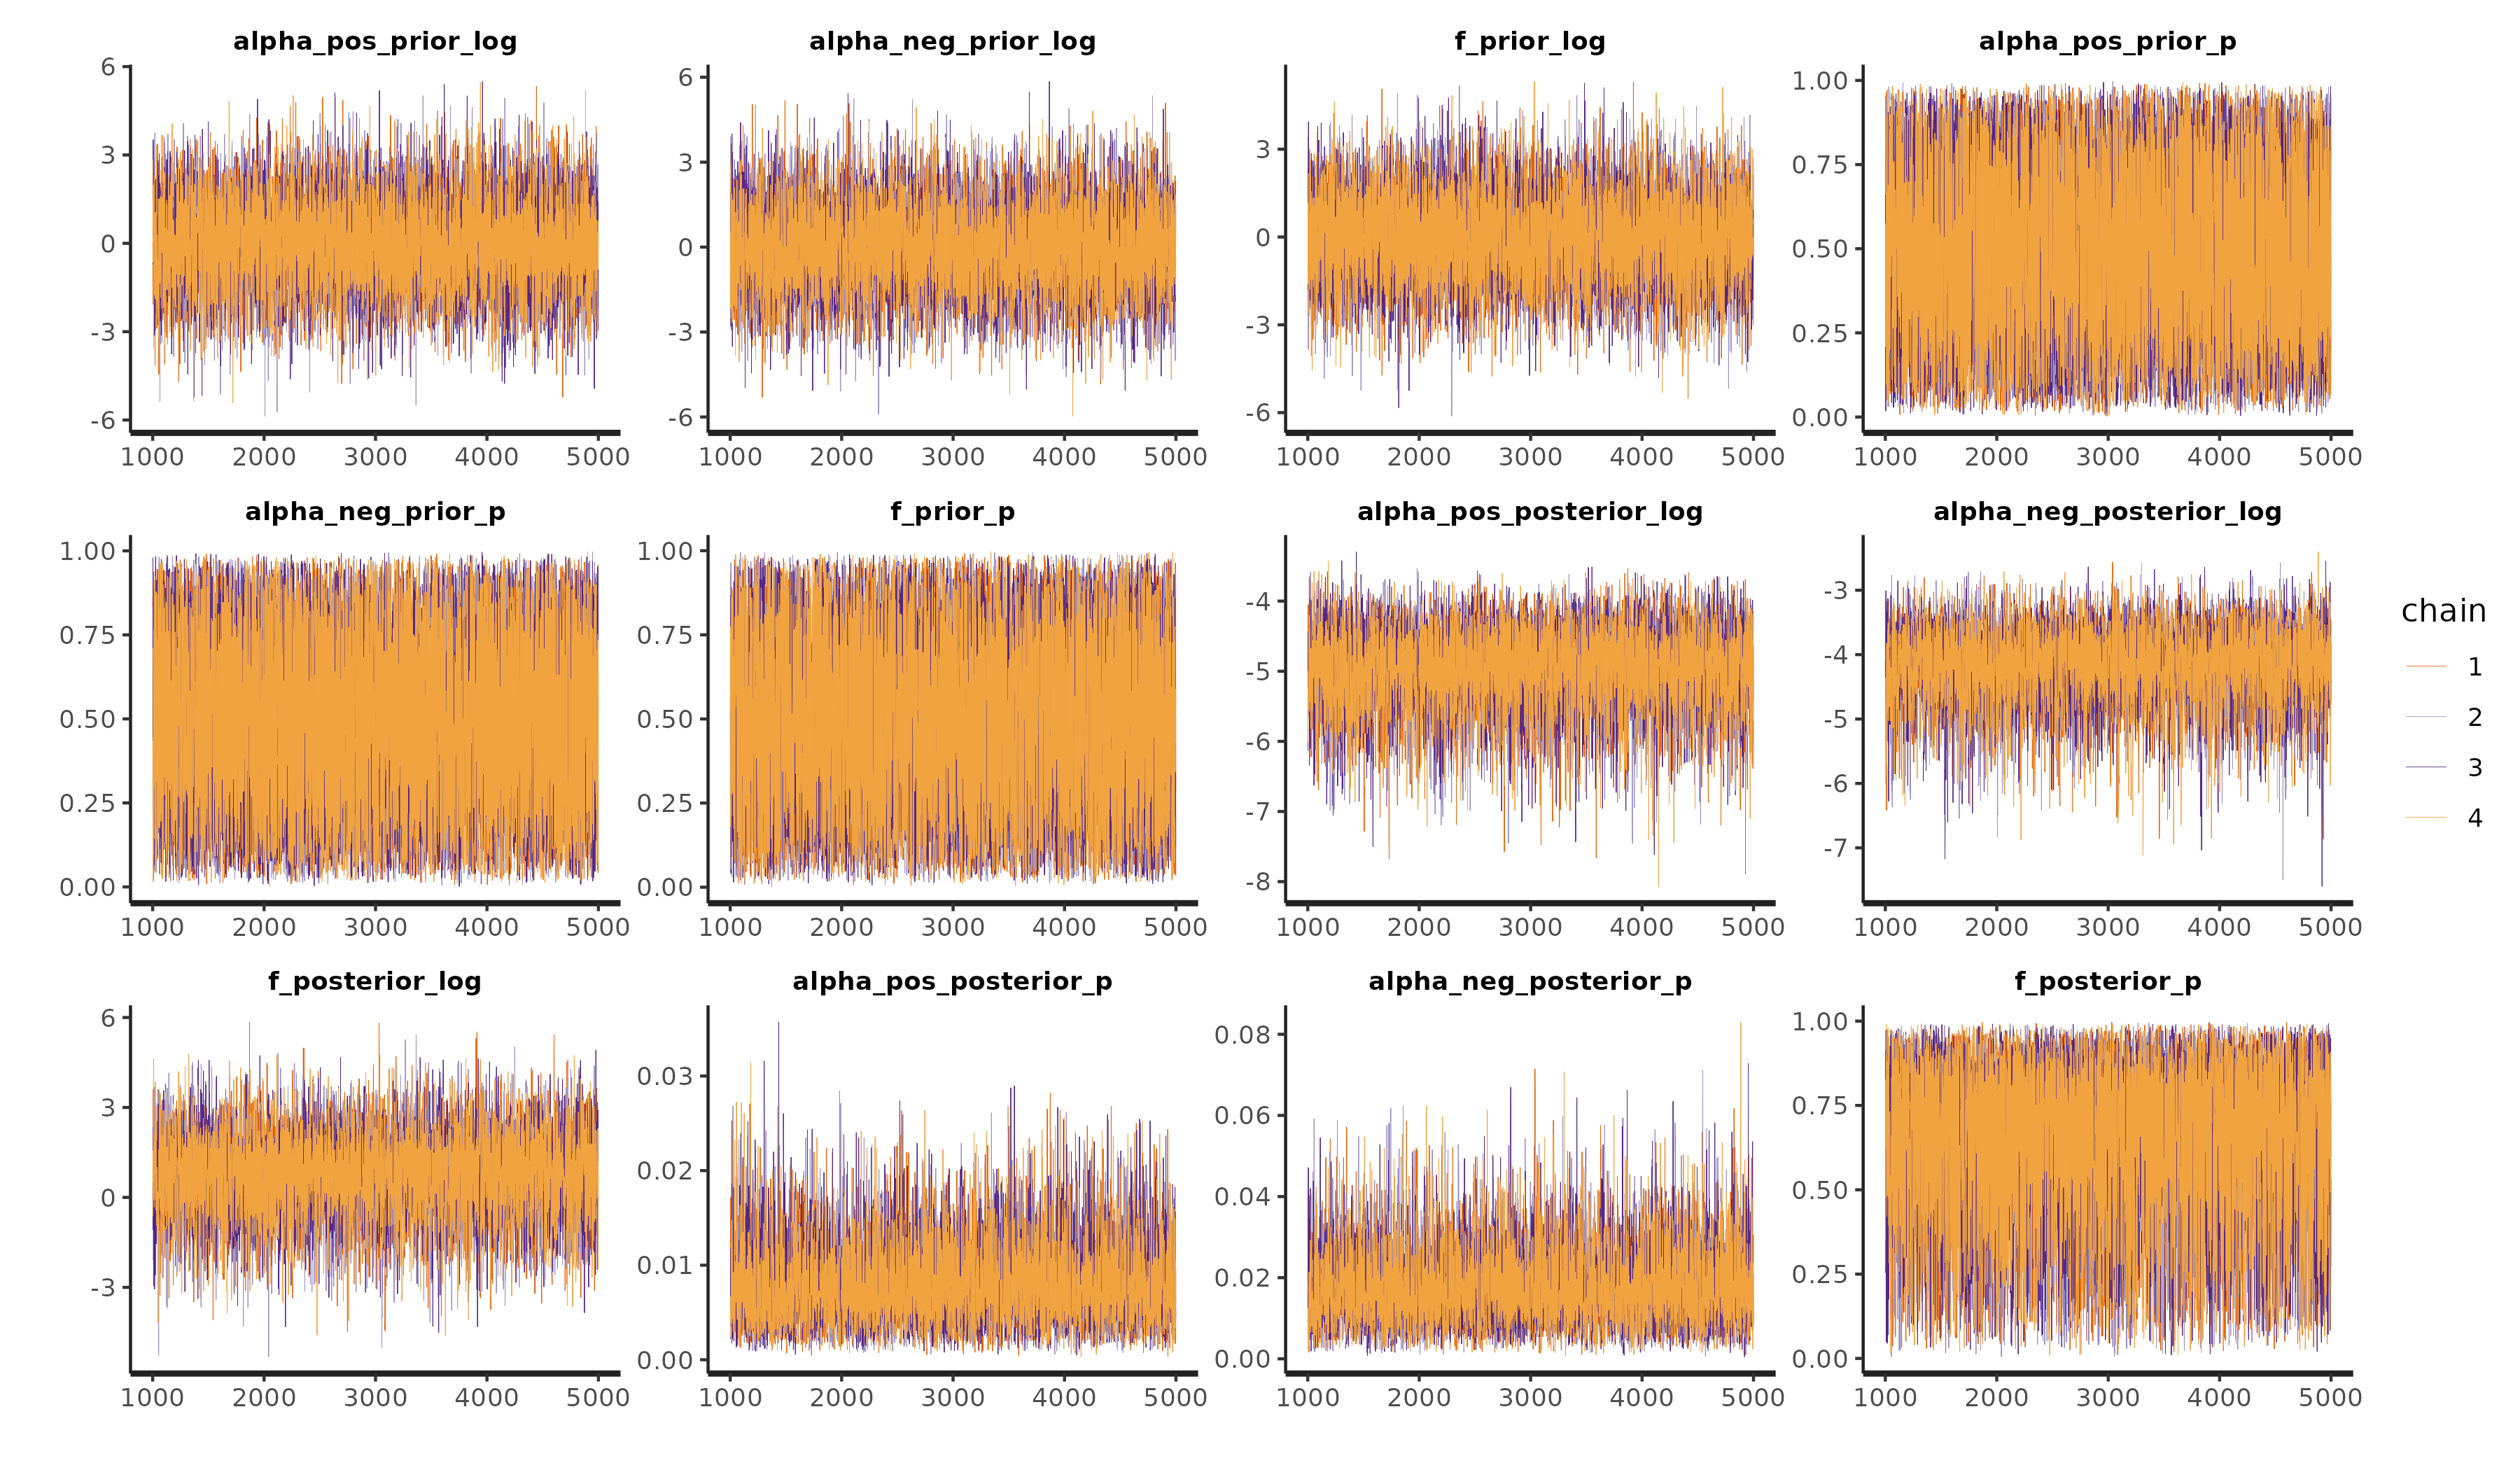 alpha_pos_prior_log alpha_neg_prior_log f_prior_log alpha_pos_prior_p
6 3 0 -3 -6
6 3 0 -3 -6
3 0 -3 -6
1.00 0.75 0.50 0.25 0.00
1000 2000 3000 4000 5000 1000 2000 3000 4000 5000 1000 2000 3000 4000 5000 1000 2000 3000 4000 5000
alpha_neg_prior_p f_prior_p alpha_pos_posterior_log alpha_neg_posterior_log
1.00 0.75 0.50 0.25 0.00
1.00 0.75 0.50 0.25 0.00
-4 -5 -6 -7 -8
-3 -4 -5 -6 -7
1000 2000 3000 4000 5000 1000 2000 3000 4000 5000 1000 2000 3000 4000 5000 1000 2000 3000 4000 5000
f_posterior_log alpha_pos_posterior_p alpha_neg_posterior_p f_posterior_p
6 3 0 -3
0.03 0.02 0.01 0.00
0.08 0.06 0.04 0.02 0.00
1.00 0.75 0.50 0.25 0.00
1000 2000 3000 4000 5000 1000 2000 3000 4000 5000 1000 2000 3000 4000 5000 1000 2000 3000 4000 5000
chain
1
2
3
4